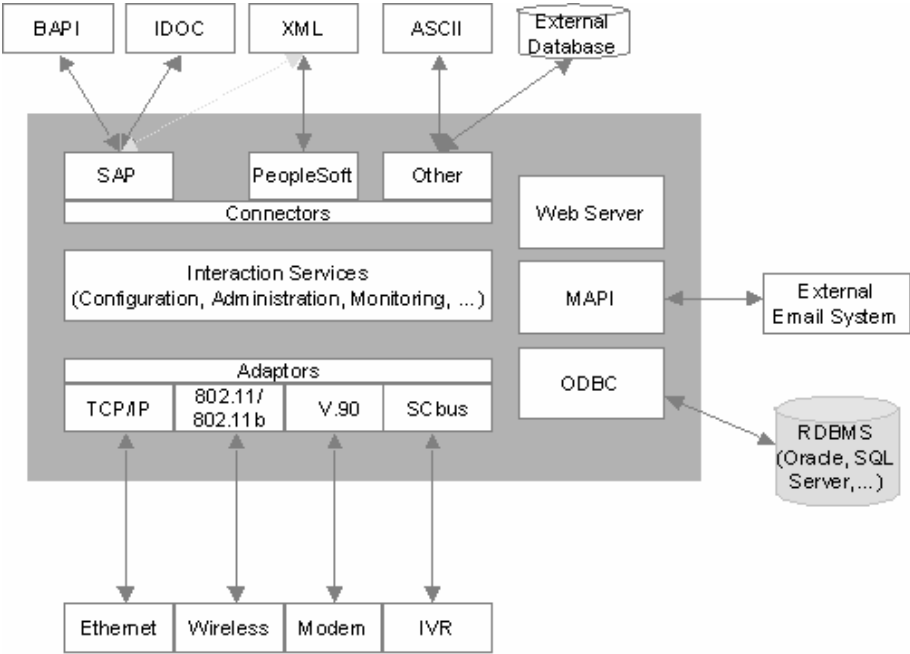 BAPI
IDOC
XML
ASCII
External
Database
SAP
PeopleSoft
Other
Connectors
Web Server
Interaction Services
(Configuration, Administration, Monitoring, ...)
MAPI
External
Email System
Adaptors
ODBC
TCP/IP
802.11/
802.11b
V.90
SCbus
RDBMS
(Oracle, SQL
Server,...)
Ethernet
Wireless
Modem
IVR